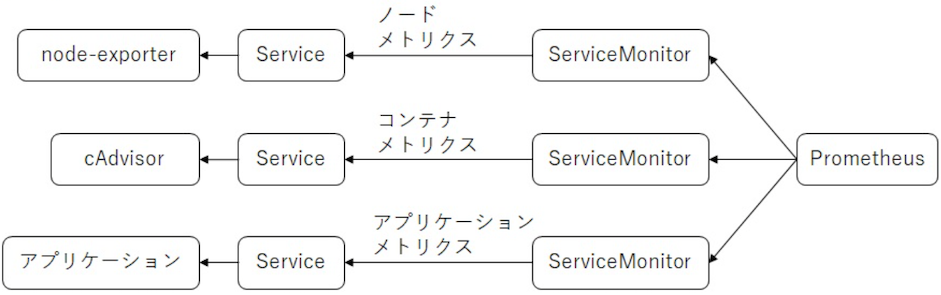 ノード
メトリクス
node-exporter
Service
ServiceMonitor
コンテナ
メトリクス
cAdvisor
Service
ServiceMonitor
Prometheus
アプリケーション
メトリクス
アプリケーション
Service
ServiceMonitor